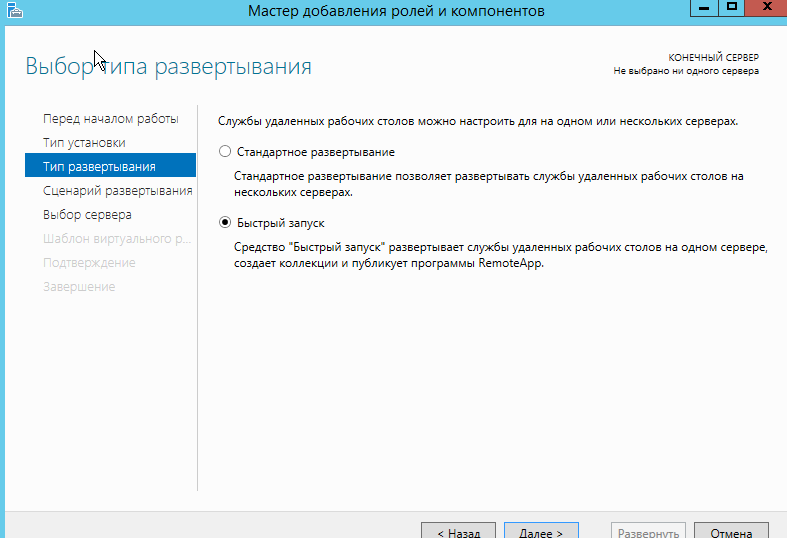 Мастер добавления ролей и компонентов
Выбор типа развертывания
КОНЕЧНЫЙ СЕРВЕР
Не выбрано ни одного сервера
Перед началом работы
Тип установки
Тип развертывания
Сценарий развертывания
Выбор сервера
Шаблон виртуального р...
Подтверждение
Завершение
Службы удаленных рабочих столов можно настроить для на одном или нескольких серверах.
Стандартное развертывание
Стандартное развертывание позволяет развертывать службы удаленных рабочих столов на
нескольких серверах.
Быстрый запуск
Средство "Быстрый запуск" развертывает службы удаленных рабочих столов на одном сервере,
создает коллекции и публикует программы RemoteApp.
< Назад
Далее >
Развернуть
Отмена